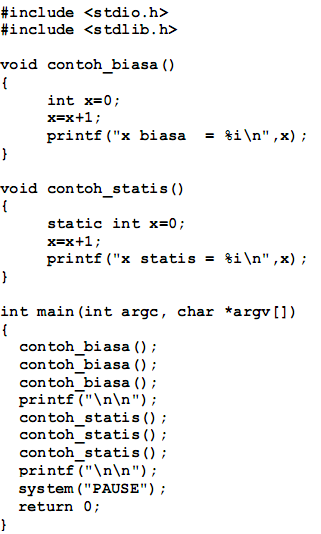 #include <stdio.h>
#include <stdlib.h>

void contoh_biasa()
{
     int x=0;
     x=x+1;
     printf("x biasa  = %i\n",x);
}

void contoh_statis()
{
     static int x=0;
     x=x+1;
     printf("x statis = %i\n",x);
}

int main(int argc, char *argv[])
{
  contoh_biasa();
  contoh_biasa();
  contoh_biasa();
  printf("\n\n");
  contoh_statis();
  contoh_statis();
  contoh_statis();
  printf("\n\n");
  system("PAUSE");
  return 0;
}